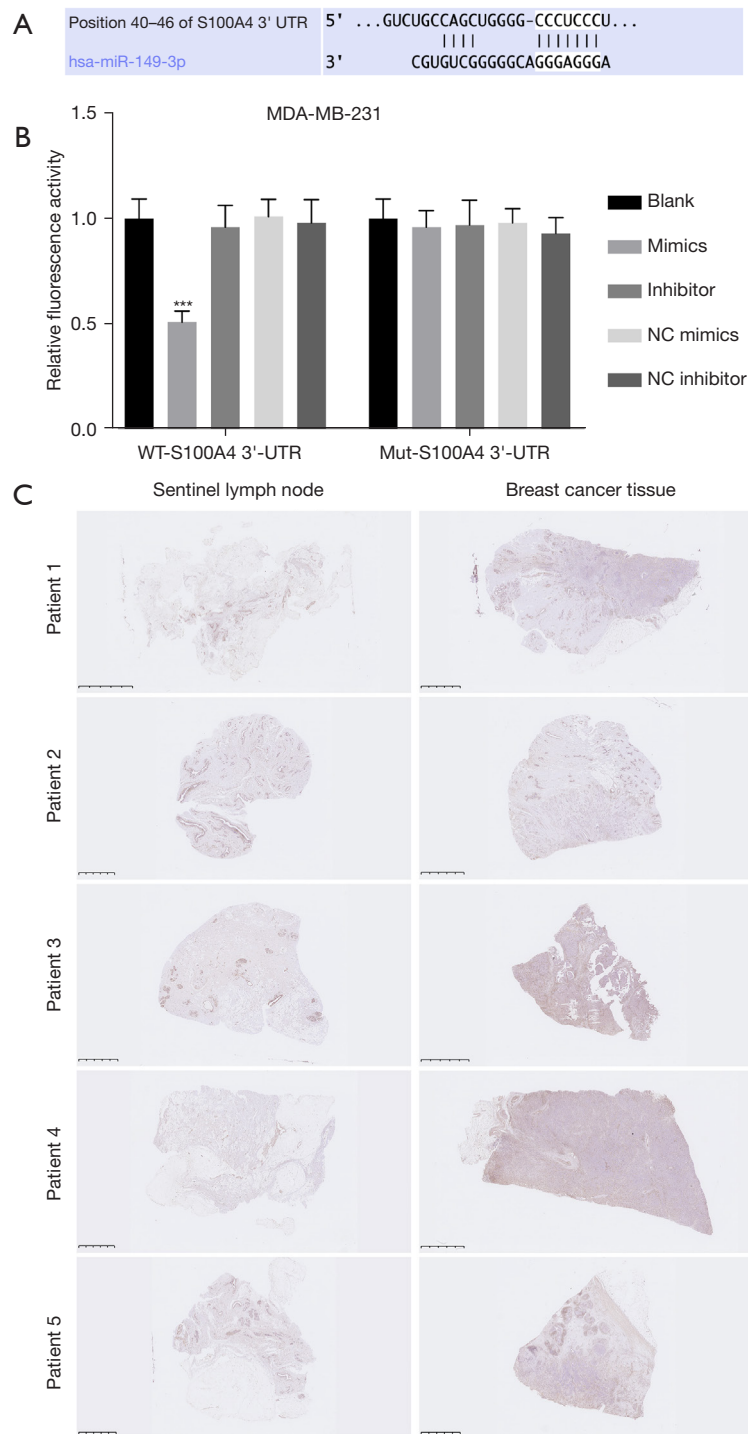 A
Position 40–46 of S100A4 3' UTR 5' ...GUCUGCCAGCUGGGG-CCCUCCCU...
hsa-miR-149-3p 3' CGUGUCGGGGGCAGGGAGGGA
B
MDA-MB-231
Relative fluorescence activity
1.5
1.0
0.5
0.0
***
WT-S100A4 3'-UTR
Mut-S100A4 3'-UTR
Blank
Mimics
Inhibitor
NC mimics
NC inhibitor
C
Sentinel lymph node
Breast cancer tissue
Patient 1
Patient 2
Patient 3
Patient 4
Patient 5